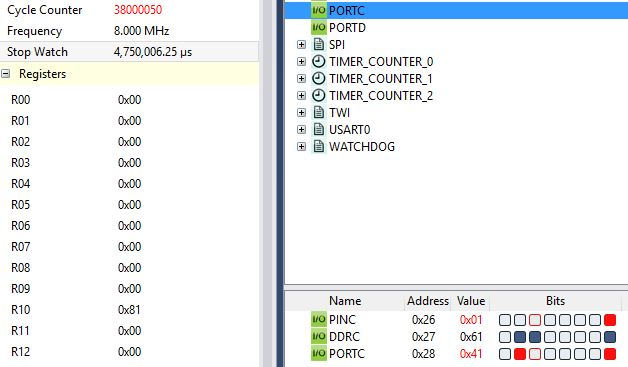 Cycle Counter 38000050
Frequency 8.000 MHz
Stop Watch 4,750,006.25 µs
Registers
R00 0x00
R01 0x00
R02 0x00
R03 0x00
R04 0x00
R05 0x00
R06 0x00
R07 0x00
R08 0x00
R09 0x00
R10 0x81
R11 0x00
R12 0x00
I/O PORTC
I/O PORTD
SPI
TIMER_COUNTER_0
TIMER_COUNTER_1
TIMER_COUNTER_2
TWI
USART0
WATCHDOG
Name Address Value Bits
I/O PINC 0x26 0x01
I/O DDRC 0x27 0x61
I/O PORTC 0x28 0x41